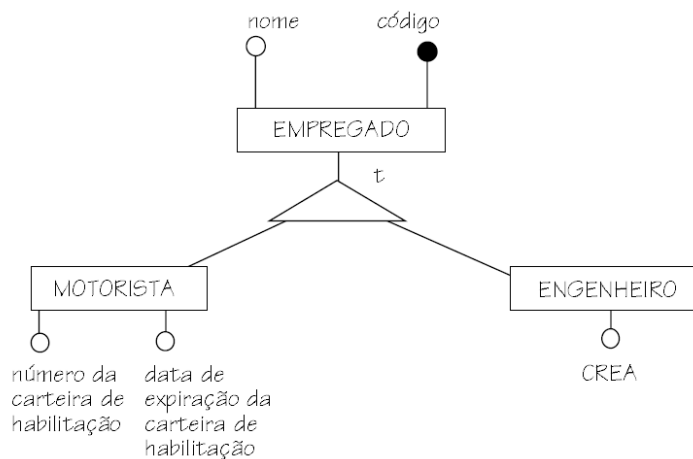 nome
código
EMPREGADO
t
MOTORISTA
ENGENHEIRO
número da
carteira de
habilitação
data de
expiração da
carteira de
habilitação
CREA